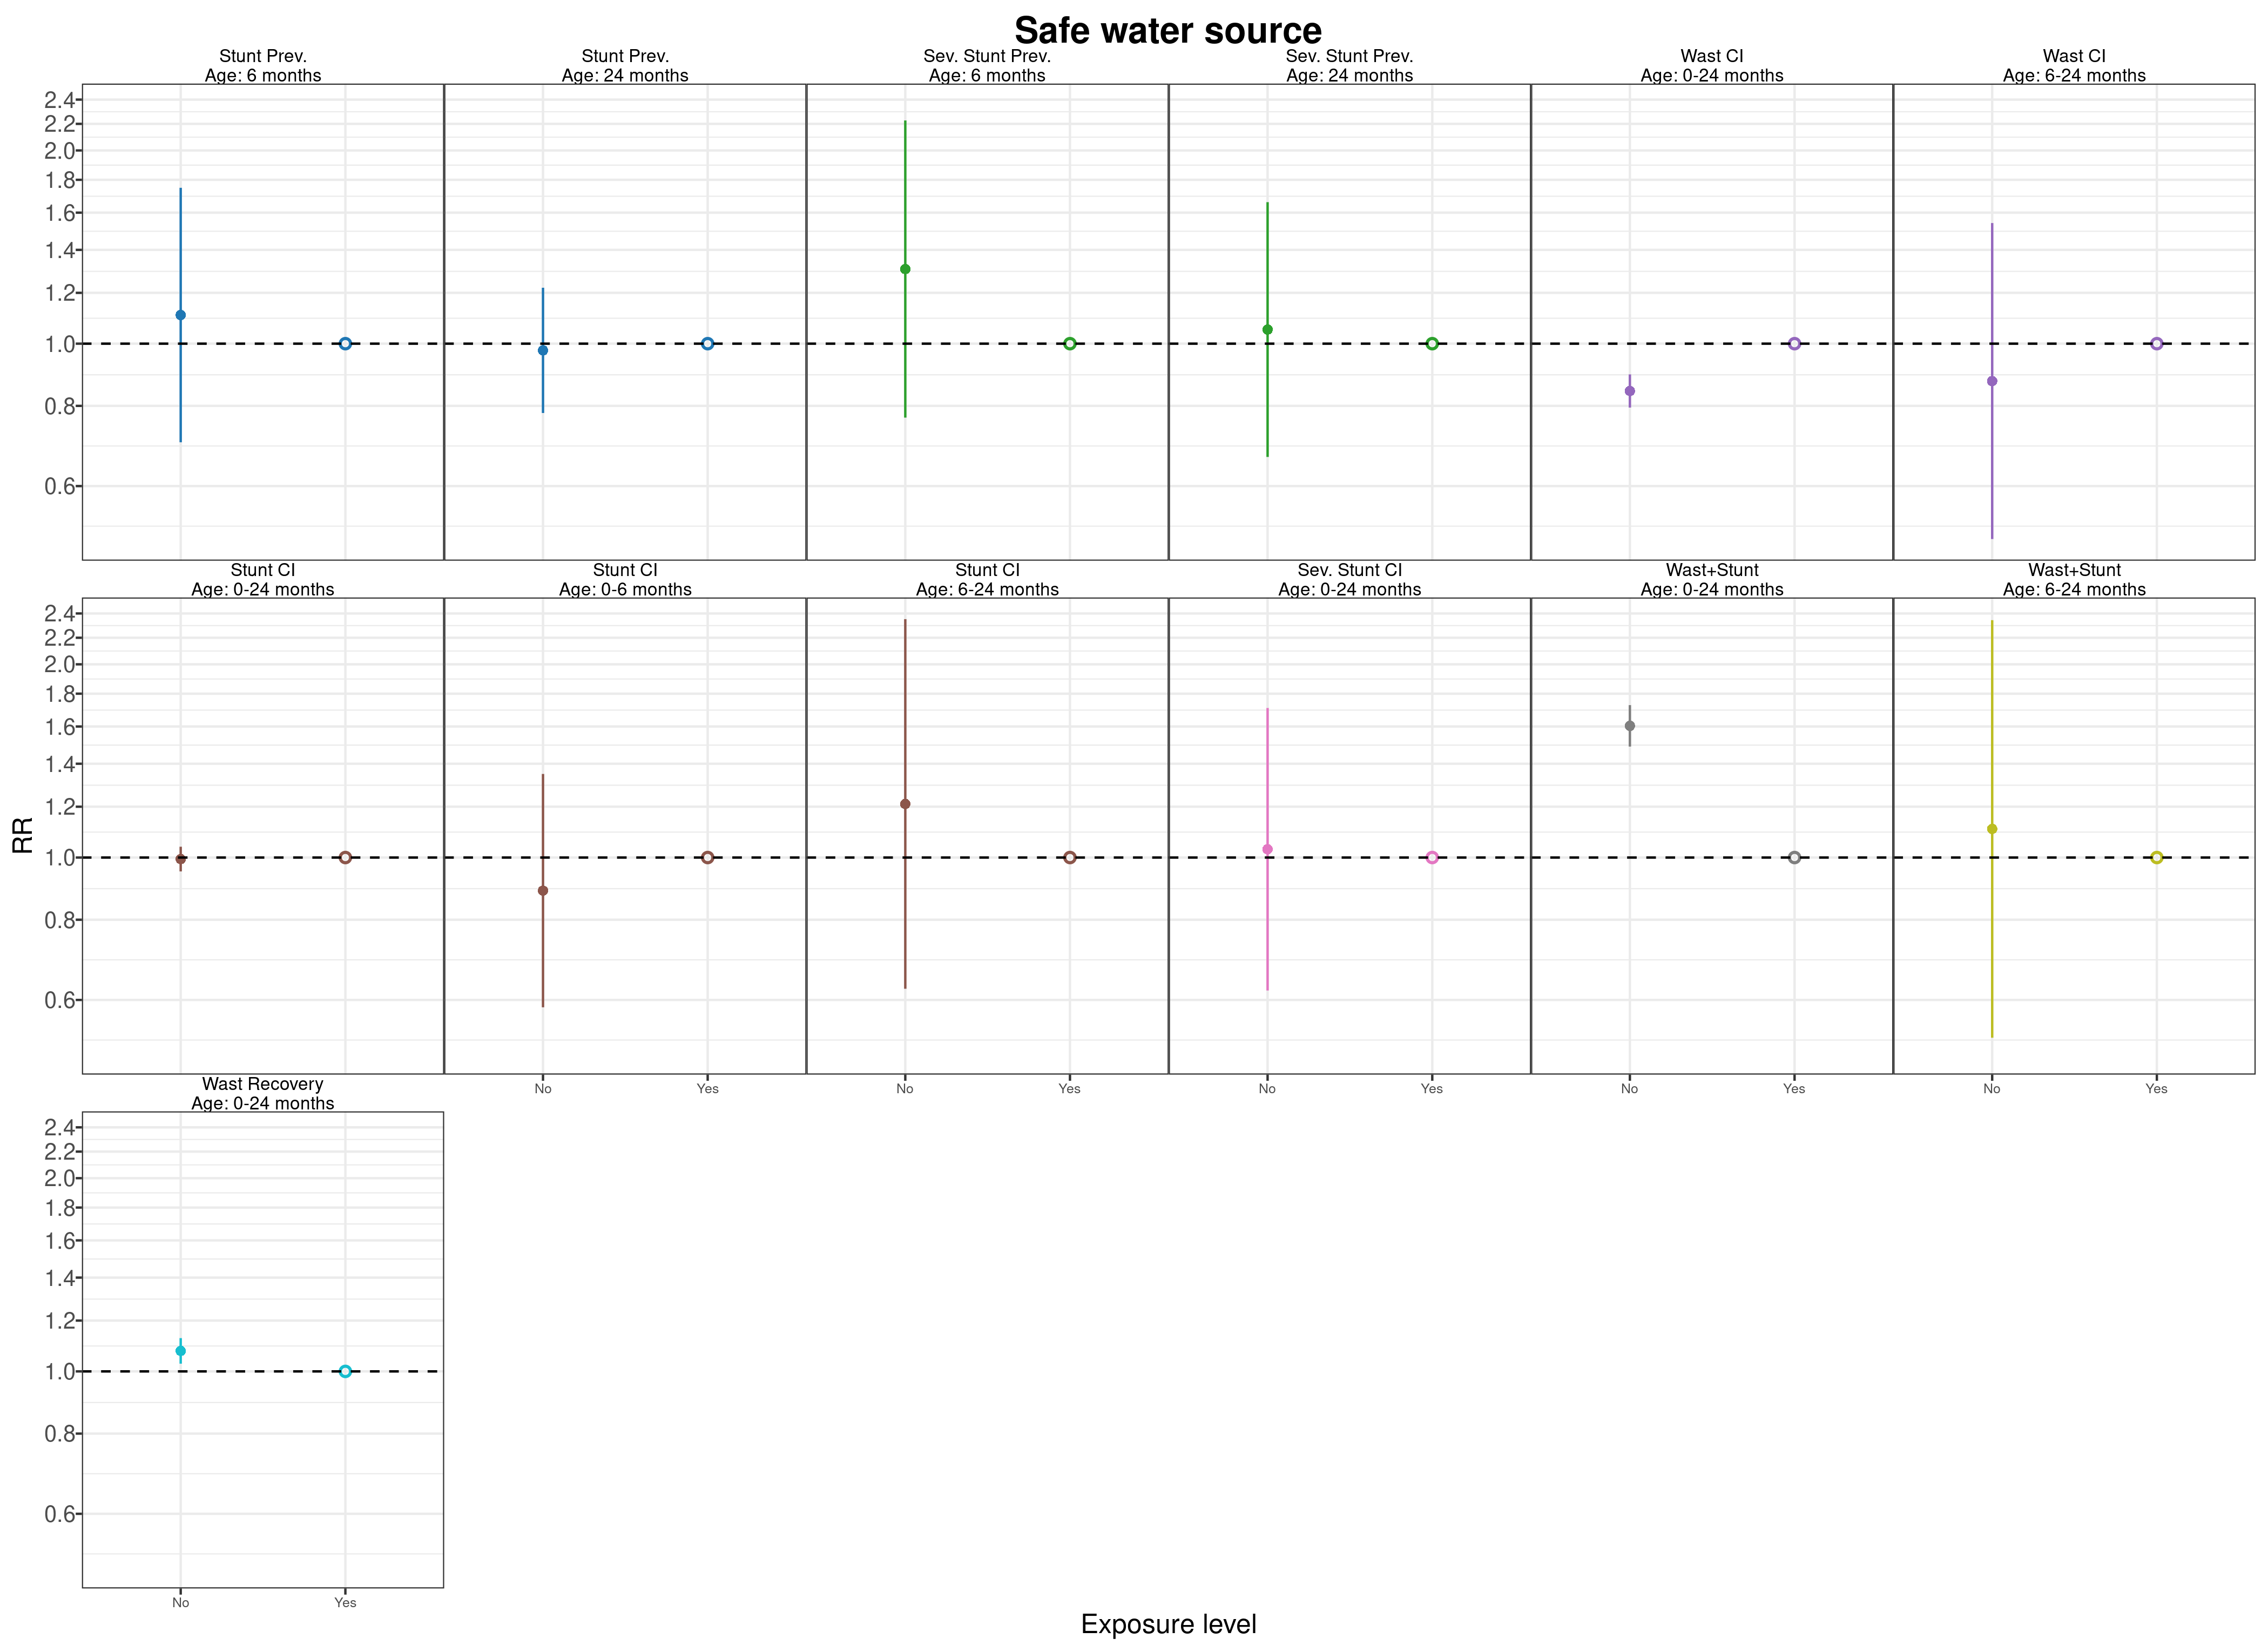 Safe water source
Stunt Prev.
Age: 6 months
Stunt Prev.
Age: 24 months
Sev. Stunt Prev.
Age: 6 months
Sev. Stunt Prev.
Age: 24 months
Wast CI
Age: 0-24 months
Wast CI
Age: 6-24 months
2.4
2.2
2.0
1.8
1.6
1.4
1.2
1.0
0.8
0.6
Stunt CI
Age: 0-24 months
Stunt CI
Age: 0-6 months
Stunt CI
Age: 6-24 months
Sev. Stunt CI
Age: 0-24 months
Wast+Stunt
Age: 0-24 months
Wast+Stunt
Age: 6-24 months
2.4
2.2
2.0
1.8
1.6
1.4
1.2
1.0
0.8
0.6
RR
No Yes No Yes No Yes No Yes No Yes
Wast Recovery
Age: 0-24 months
2.4
2.2
2.0
1.8
1.6
1.4
1.2
1.0
0.8
0.6
No Yes
Exposure level